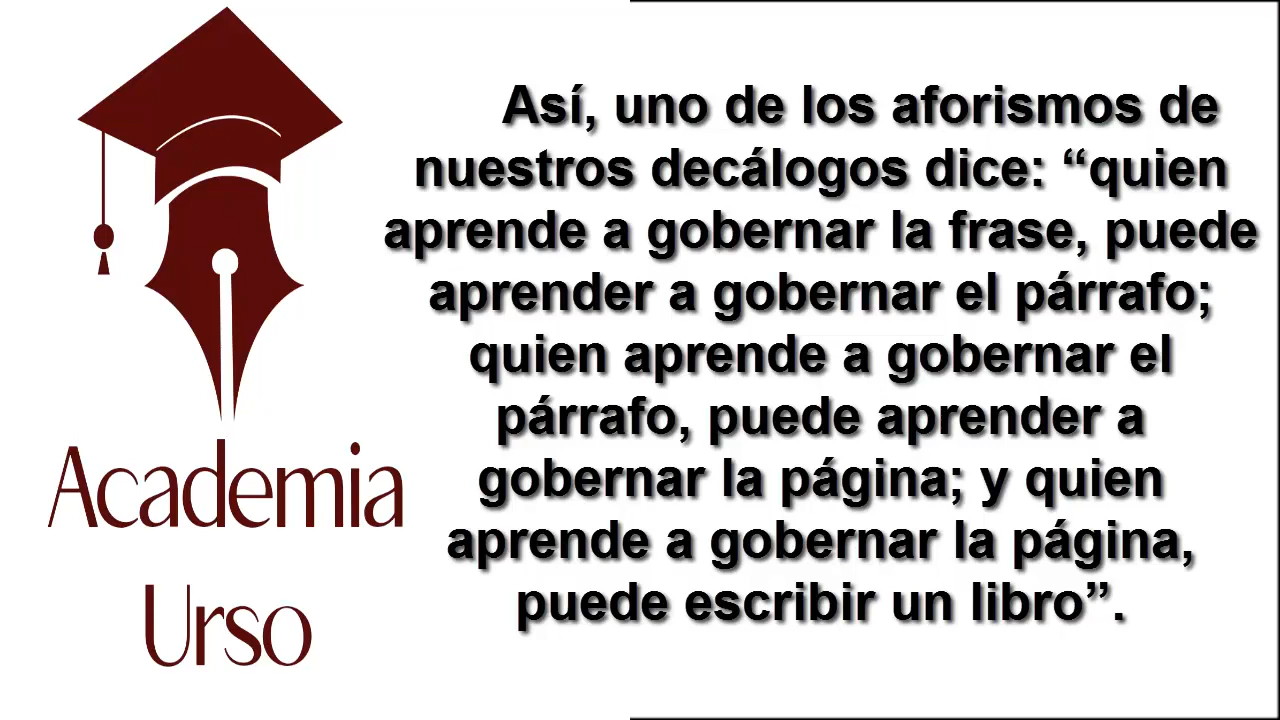 Así, uno de los aforismos de
nuestros decálogos dice: “quien
aprende a gobernar la frase, puede
aprender a gobernar el párrafo;
quien aprende a gobernar el
párrafo, puede aprender a
gobernar la página; y quien
aprende a gobernar la página,
puede escribir un libro”.
Academia
Urso